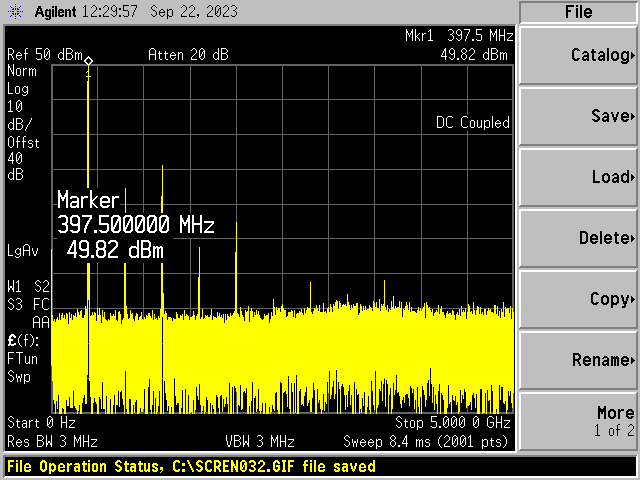 Agilent 12:29:57 Sep 22, 2023
File
Mkr1 397.5 MHz
Ref 50 dBm Atten 20 dB 49.82 dBm
Norm
Log
10
dB/
Offst
40
dB
1
DC Coupled
Marker
397.500000 MHz
49.82 dBm
LgAv
W1 S2
S3 FC
AA
£(f):
FTun
Swp
Start 0 Hz Stop 5.000 0 GHz
Res BW 3 MHz VBW 3 MHz Sweep 8.4 ms (2001 pts)
Catalog
Save
Load
Delete
Copy
Rename
More
1 of 2
File Operation Status, C:\SCREN032.GIF file saved